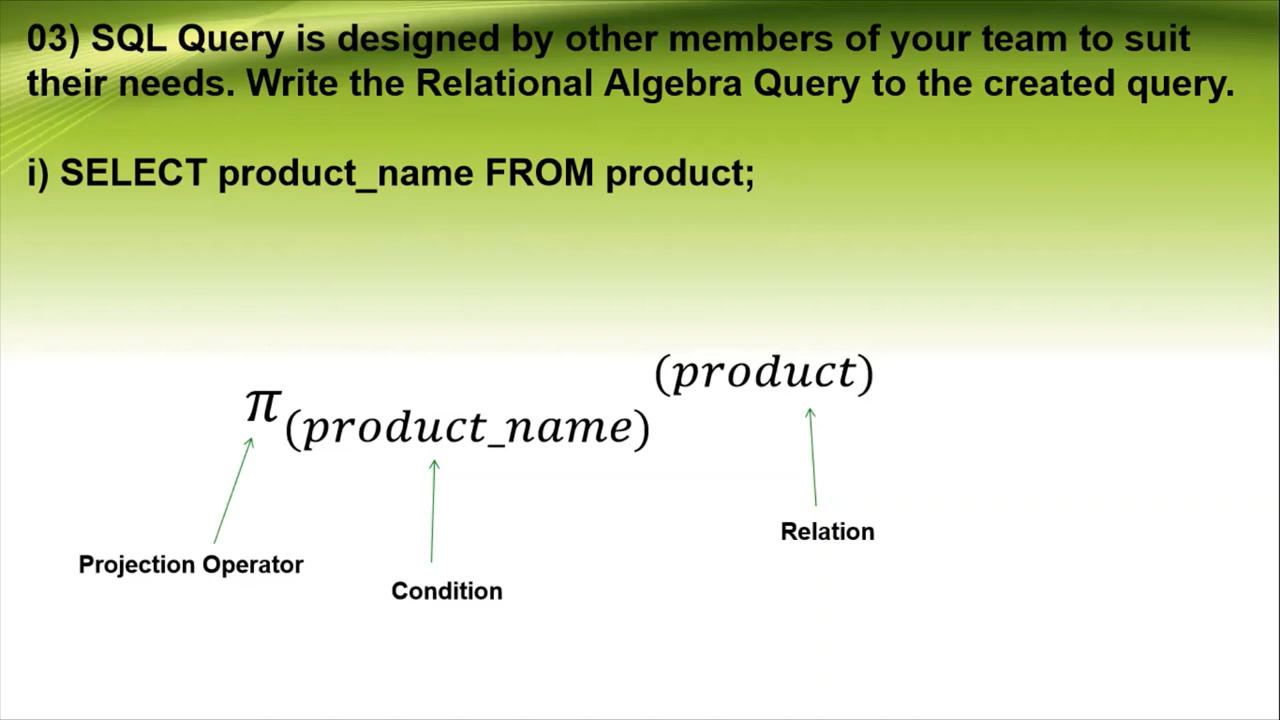 03) SQL Query is designed by other members of your team to suit
their needs. Write the Relational Algebra Query to the created query.
i) SELECT product_name FROM product;
π(product_name)(product)
Relation
Projection Operator
Condition